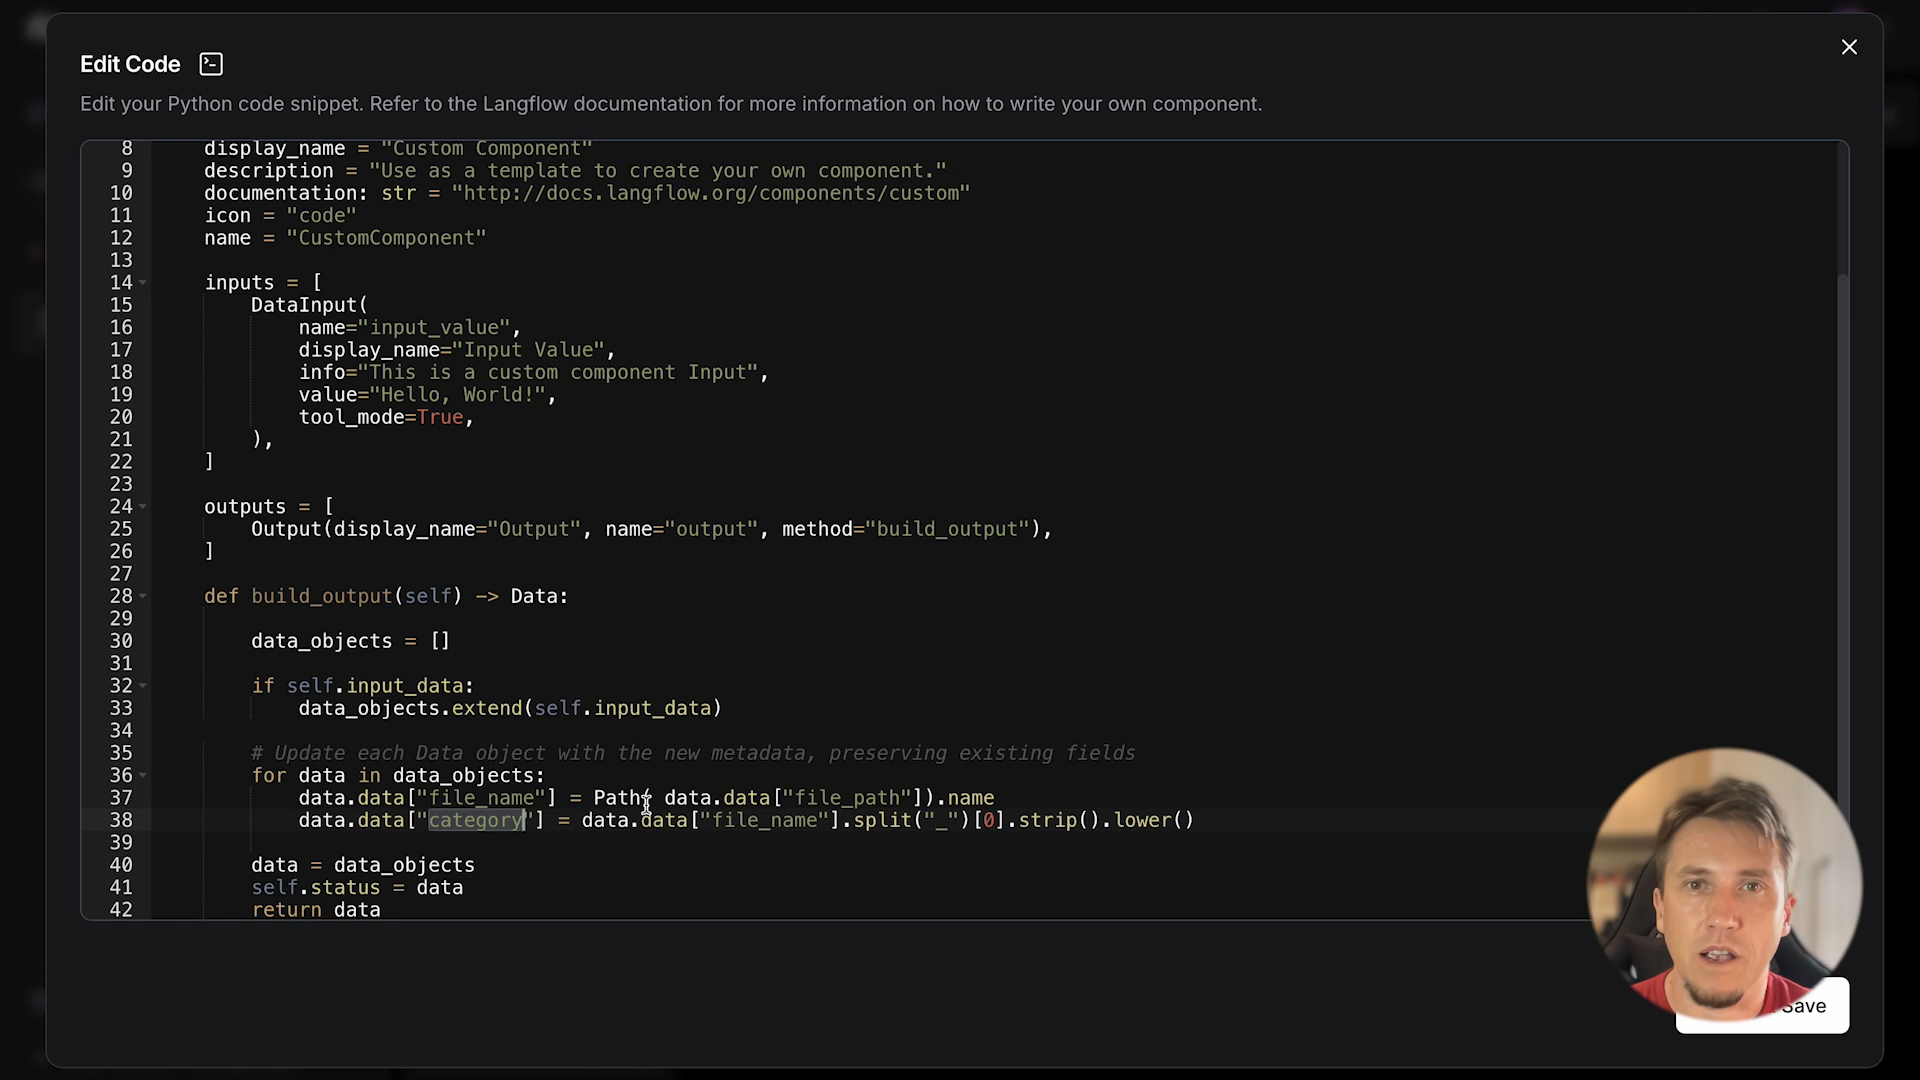 Edit Code
Edit your Python code snippet. Refer to the Langflow documentation for more information on how to write your own component.
8 display_name = "Custom Component"
9 description = "Use as a template to create your own component."
10 documentation: str = "http://docs.langflow.org/components/custom"
11 icon = "code"
12 name = "CustomComponent"
13
14 inputs = [
15 DataInput(
16 name="input_value",
17 display_name="Input Value",
18 info="This is a custom component Input",
19 value="Hello, World!",
20 tool_mode=True,
21 ),
22 ]
23
24 outputs = [
25 Output(display_name="Output", name="output", method="build_output"),
26 ]
27
28 def build_output(self) -> Data:
29
30 data_objects = []
31
32 if self.input_data:
33 data_objects.extend(self.input_data)
34
35 # Update each Data object with the new metadata, preserving existing fields
36 for data in data_objects:
37 data.data["file_name"] = Path( data.data["file_path"]).name
38 data.data["category"] = data.data["file_name"].split("_")[0].strip().lower()
39
40 data = data_objects
41 self.status = data
42 return data
Save